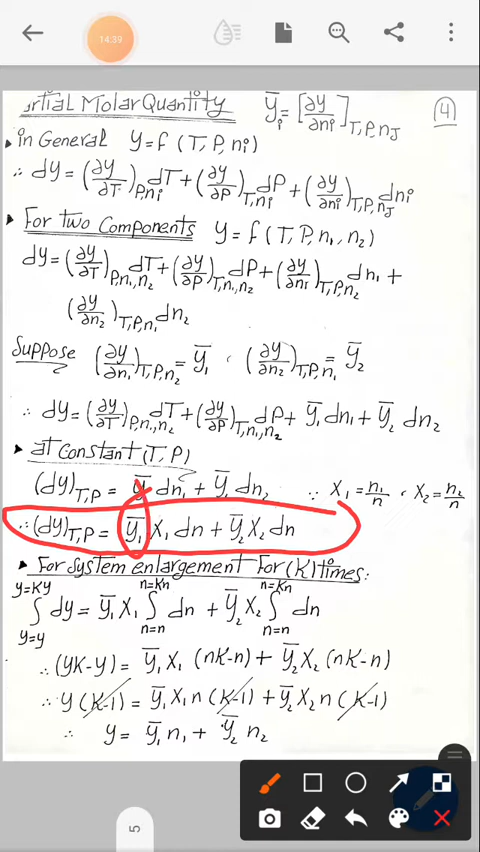 14:39
artial Molar Quantity ȳᵢ = [∂y/∂ni]T,P,nJ (4)
in General y = f (T, P, ni)
∴ dy = (∂y/∂T)P,ni dT + (∂y/∂P)T,ni dP + (∂y/∂ni)T,P,nJ dni
For two Components y = f (T, P, n₁, n₂)
dy = (∂y/∂T)P,n₁,n₂ dT + (∂y/∂P)T,n₁,n₂ dP + (∂y/∂n₁)T,P,n₂ dn₁ +
(∂y/∂n₂)T,P,n₁ dn₂
Suppose (∂y/∂n₁)T,P,n₂ = ȳ₁ , (∂y/∂n₂)T,P,n₁ = ȳ₂
∴ dy = (∂y/∂T)P,n₁,n₂ dT + (∂y/∂P)T,n₁,n₂ dP + ȳ₁ dn₁ + ȳ₂ dn₂
at Constant (T, P)
(dy)T,P = ȳ₁ dn₁ + ȳ₂ dn₂ ∵ X₁ = n₁/n , X₂ = n₂/n
∴ (dy)T,P = ȳ₁ X₁ dn + ȳ₂ X₂ dn
For system enlargement For (K) times:
y=Ky n=Kn n=Kn
∫ dy = ȳ₁ X₁ ∫ dn + ȳ₂ X₂ ∫ dn
y=y n=n n=n
∴ (yK-y) = ȳ₁ X₁ (nK-n) + ȳ₂ X₂ (nK-n)
∴ y (K-1) = ȳ₁ X₁ n (K-1) + ȳ₂ X₂ n (K-1)
∴ y = ȳ₁ n₁ + ȳ₂ n₂
5